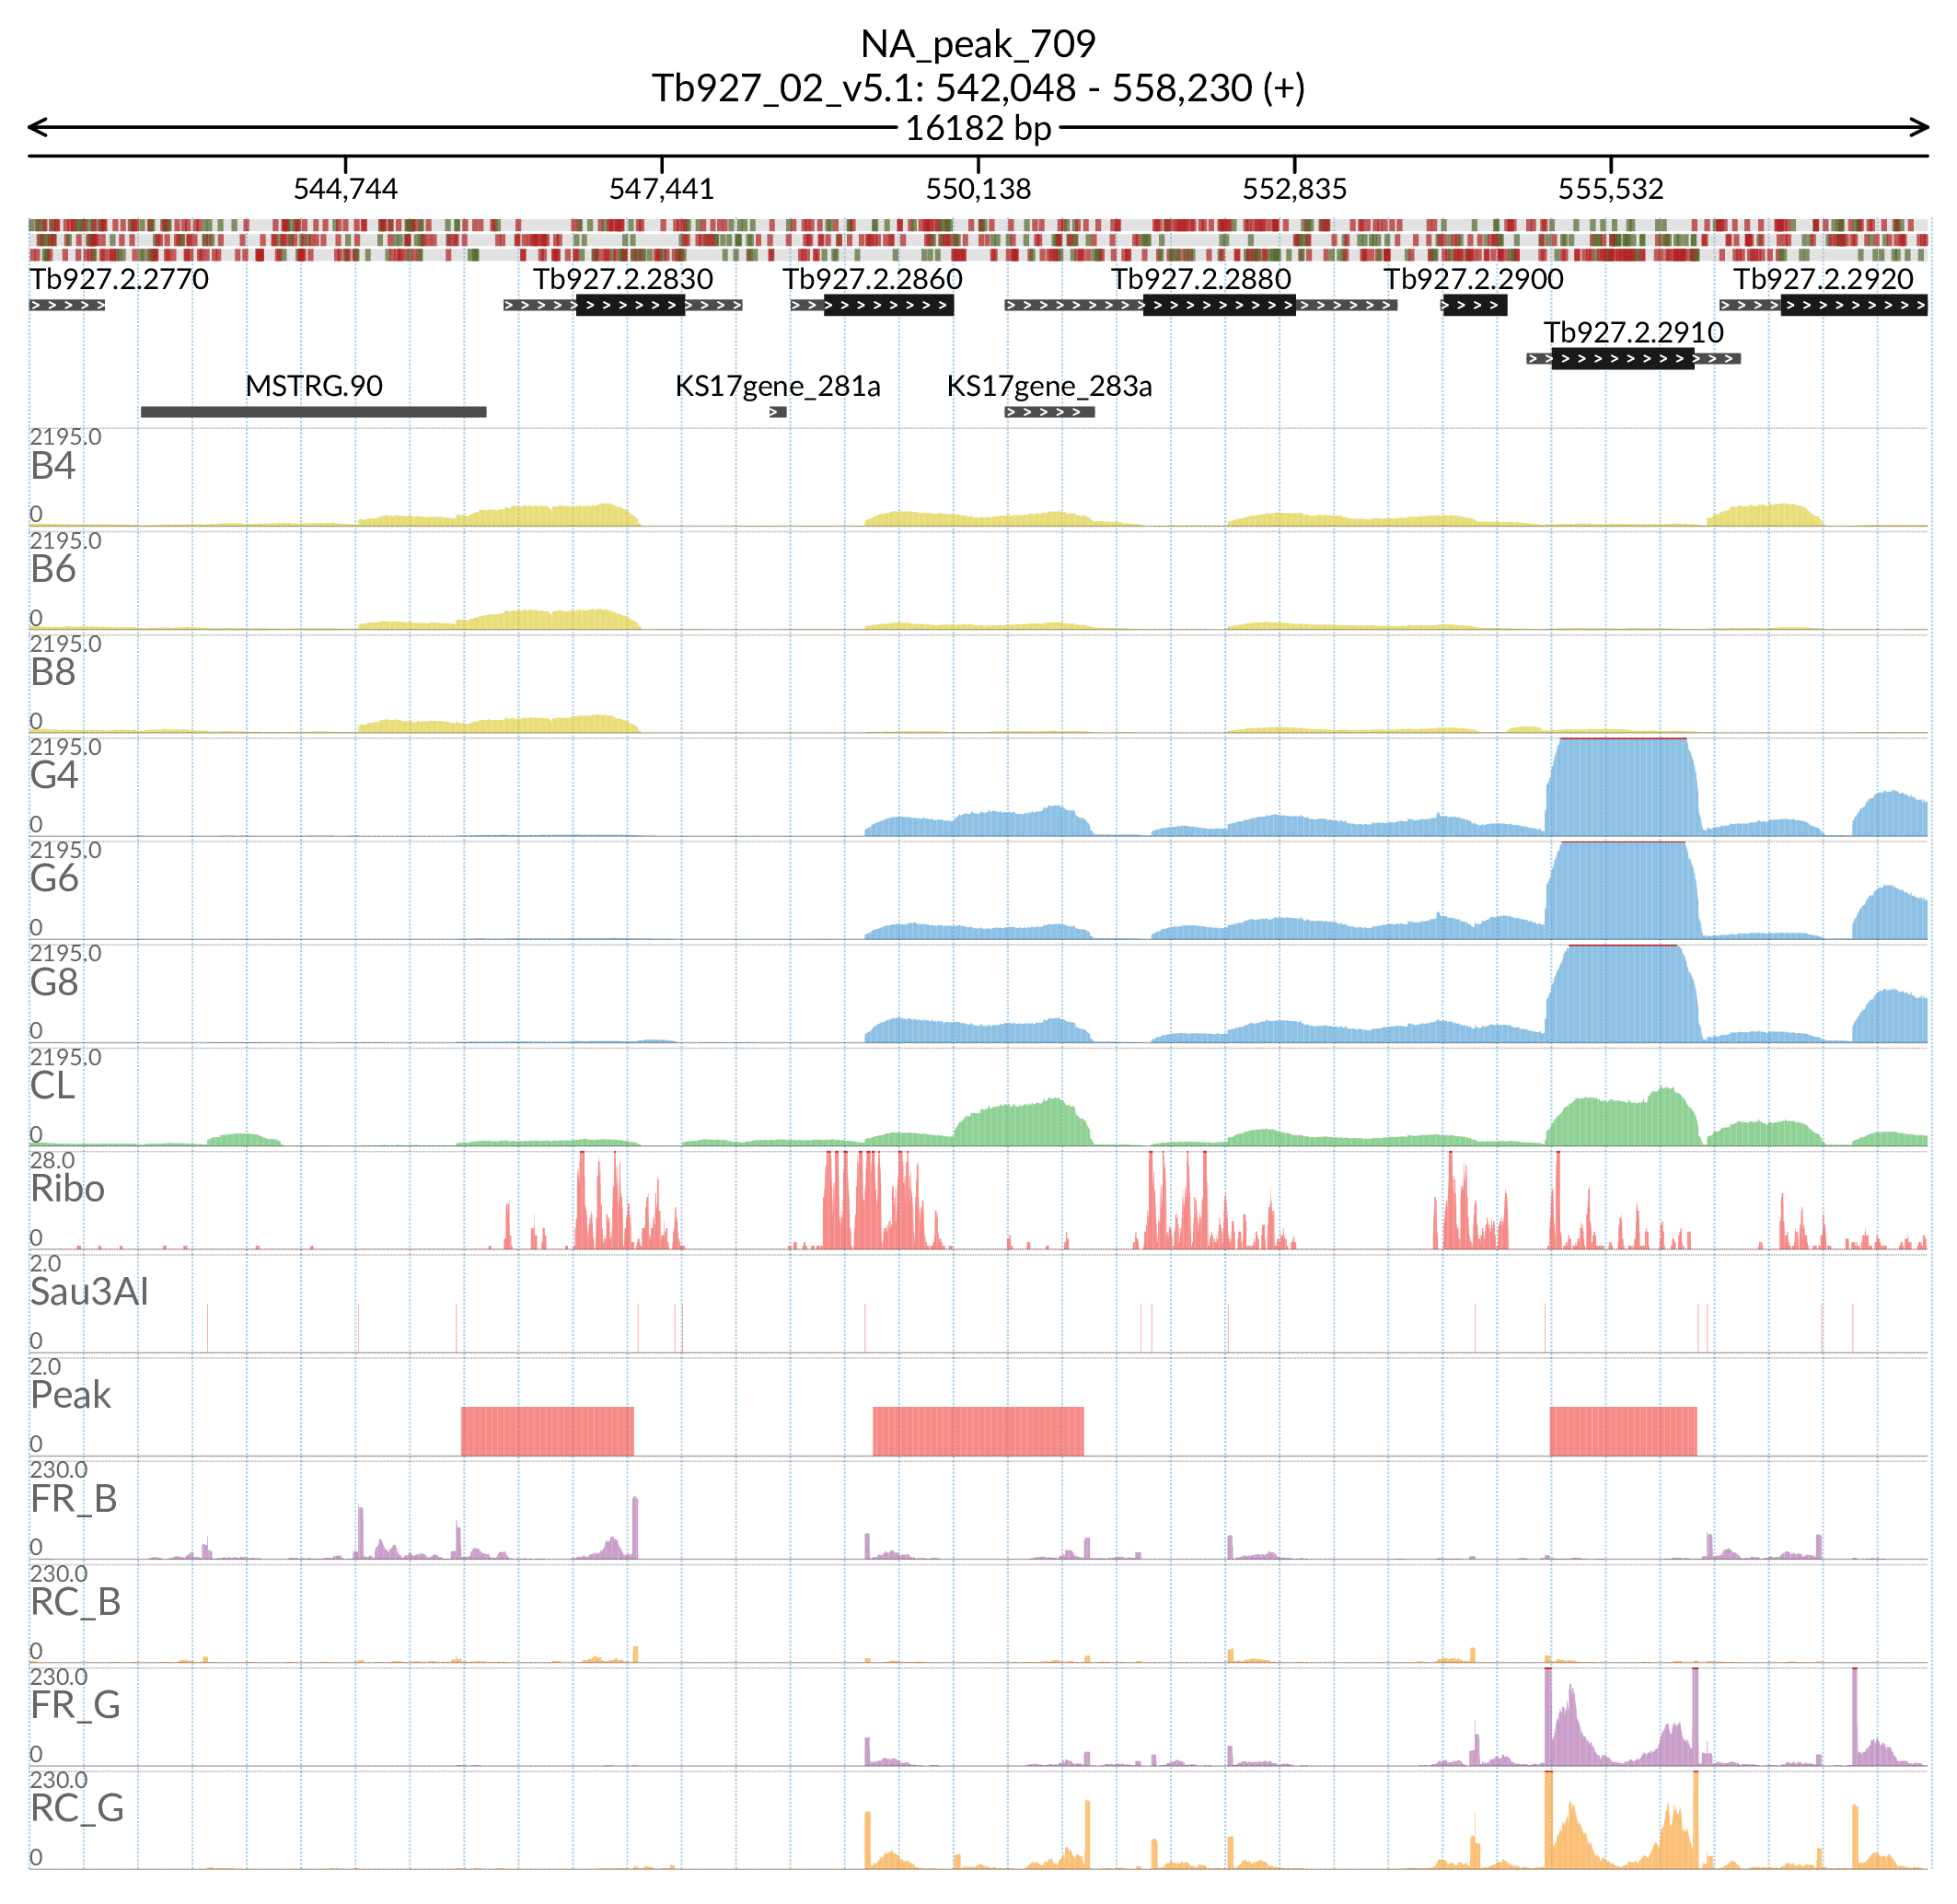 NA_peak_709
Tb927_02_v5.1: 542,048 - 558,230 (+)
16182 bp
544,744 547,441 550,138 552,835 555,532
Tb927.2.2770 Tb927.2.2830 Tb927.2.2860 Tb927.2.2880 Tb927.2.2900 Tb927.2.2920
Tb927.2.2910
MSTRG.90 KS17gene_281a KS17gene_283a
2195.0
B4
0
2195.0
B6
0
2195.0
B8
0
2195.0
G4
0
2195.0
G6
0
2195.0
G8
0
2195.0
CL
0
28.0
Ribo
0
2.0
Sau3AI
0
2.0
Peak
0
230.0
FR_B
0
230.0
RC_B
0
230.0
FR_G
0
230.0
RC_G
0